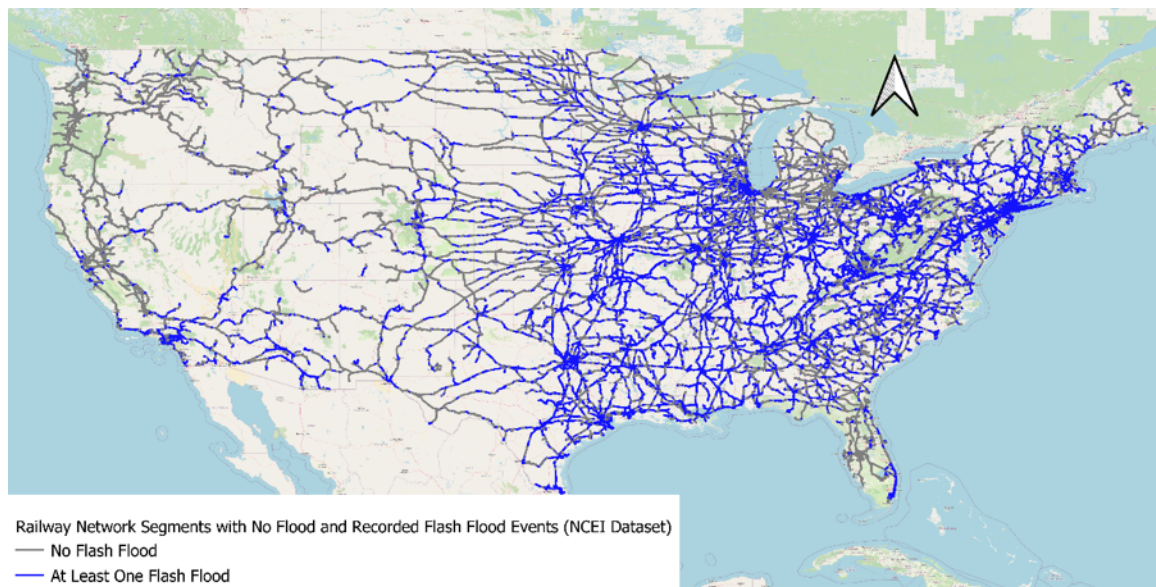 Railway Network Segments with No Flood and Recorded Flash Flood Events (NCEI Dataset)
No Flash Flood
At Least One Flash Flood